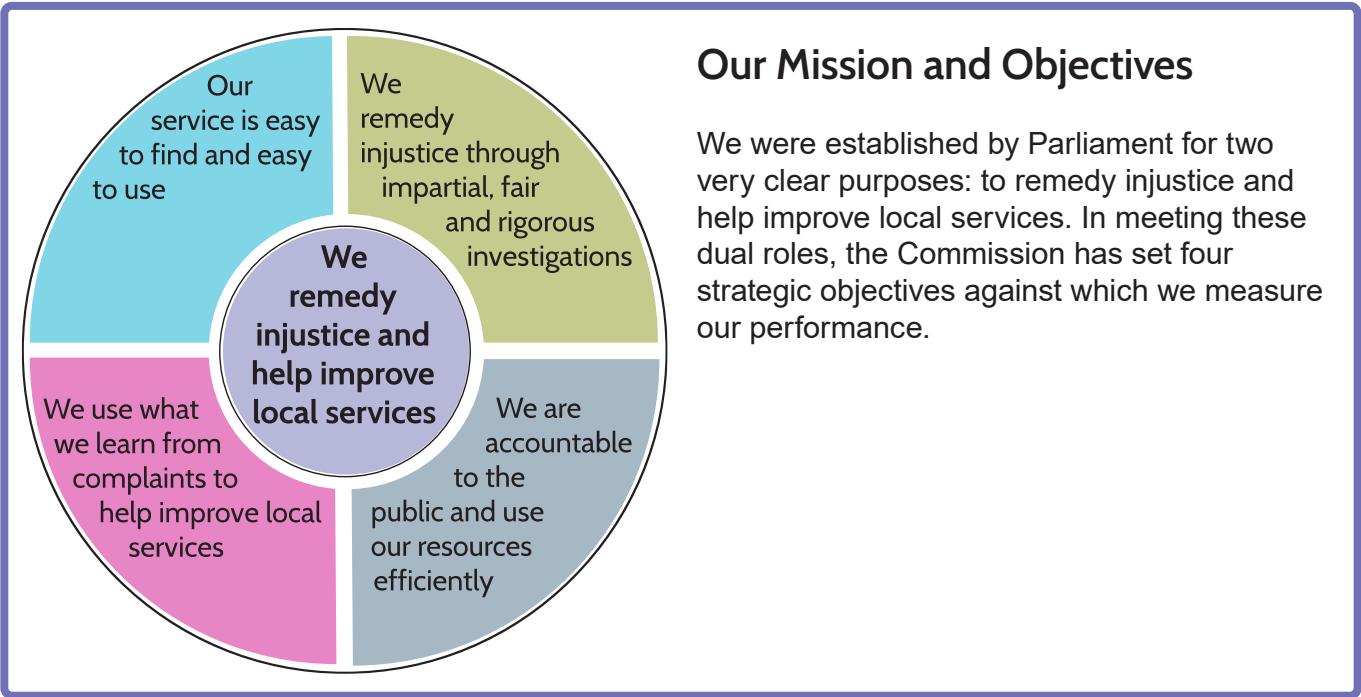 Our
service is easy
to find and easy
to use
We
remedy
injustice through
impartial, fair
and rigorous
investigations
We
remedy
injustice and
help improve
local services
We use what
we learn from
complaints to
help improve local
services
We are
accountable
to the
public and use
our resources
efficiently
Our Mission and Objectives
We were established by Parliament for two
very clear purposes: to remedy injustice and
help improve local services. In meeting these
dual roles, the Commission has set four
strategic objectives against which we measure
our performance.